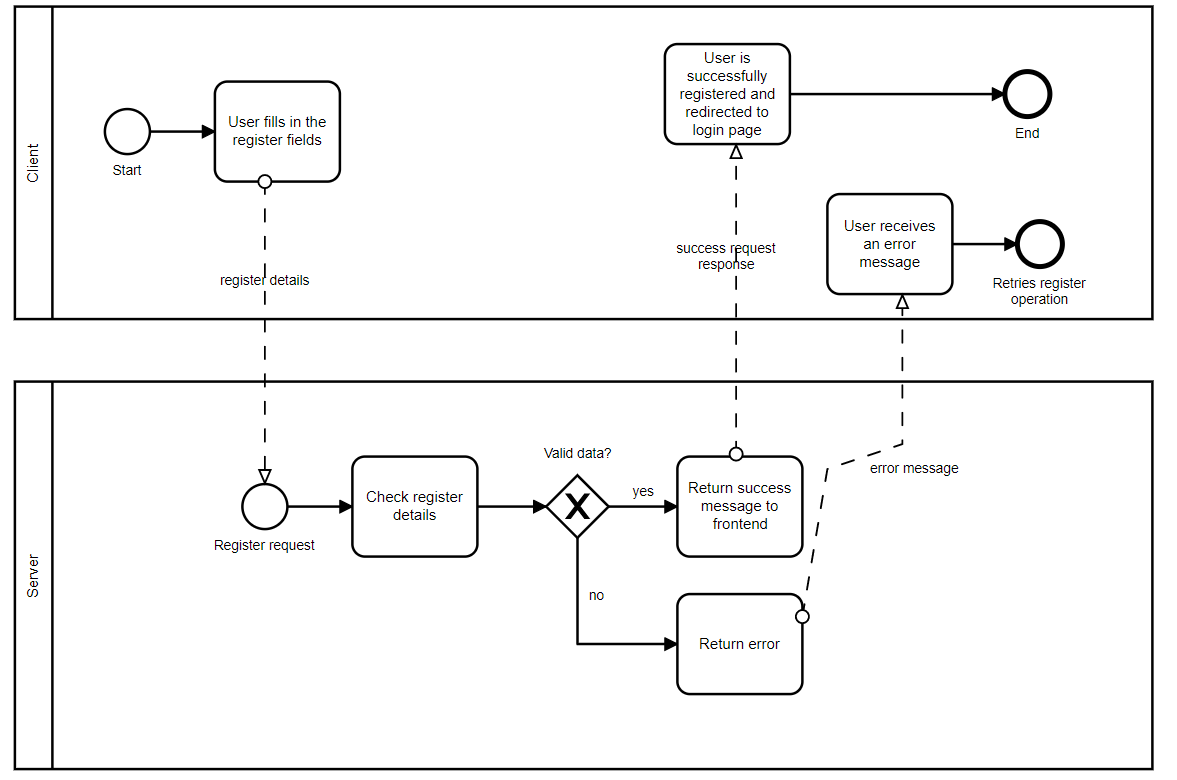 Client
Start
User fills in the
register fields
User is
successfully
registered and
redirected to
login page
End
User receives
an error
message
Retries register
operation
register details
success request
response
Server
Register request
Check register
details
Valid data?
X
yes
no
Return success
message to
frontend
Return error
error message